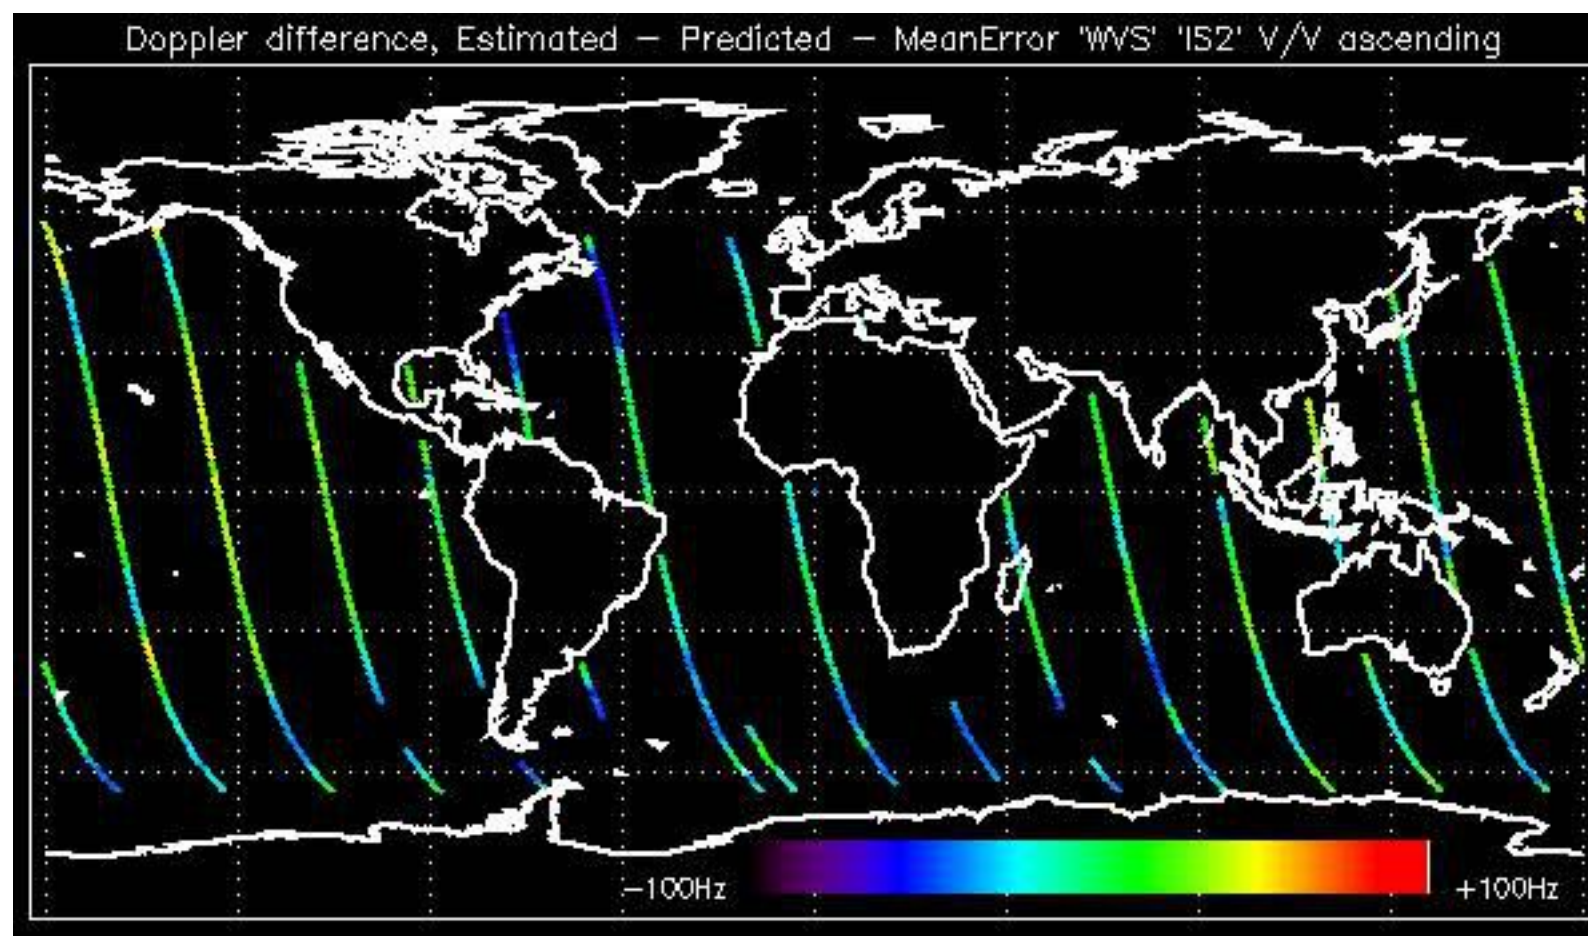 Doppler difference, Estimated – Predicted – MeanError 'WVS' 'IS2' V/V ascending
–100Hz +100Hz